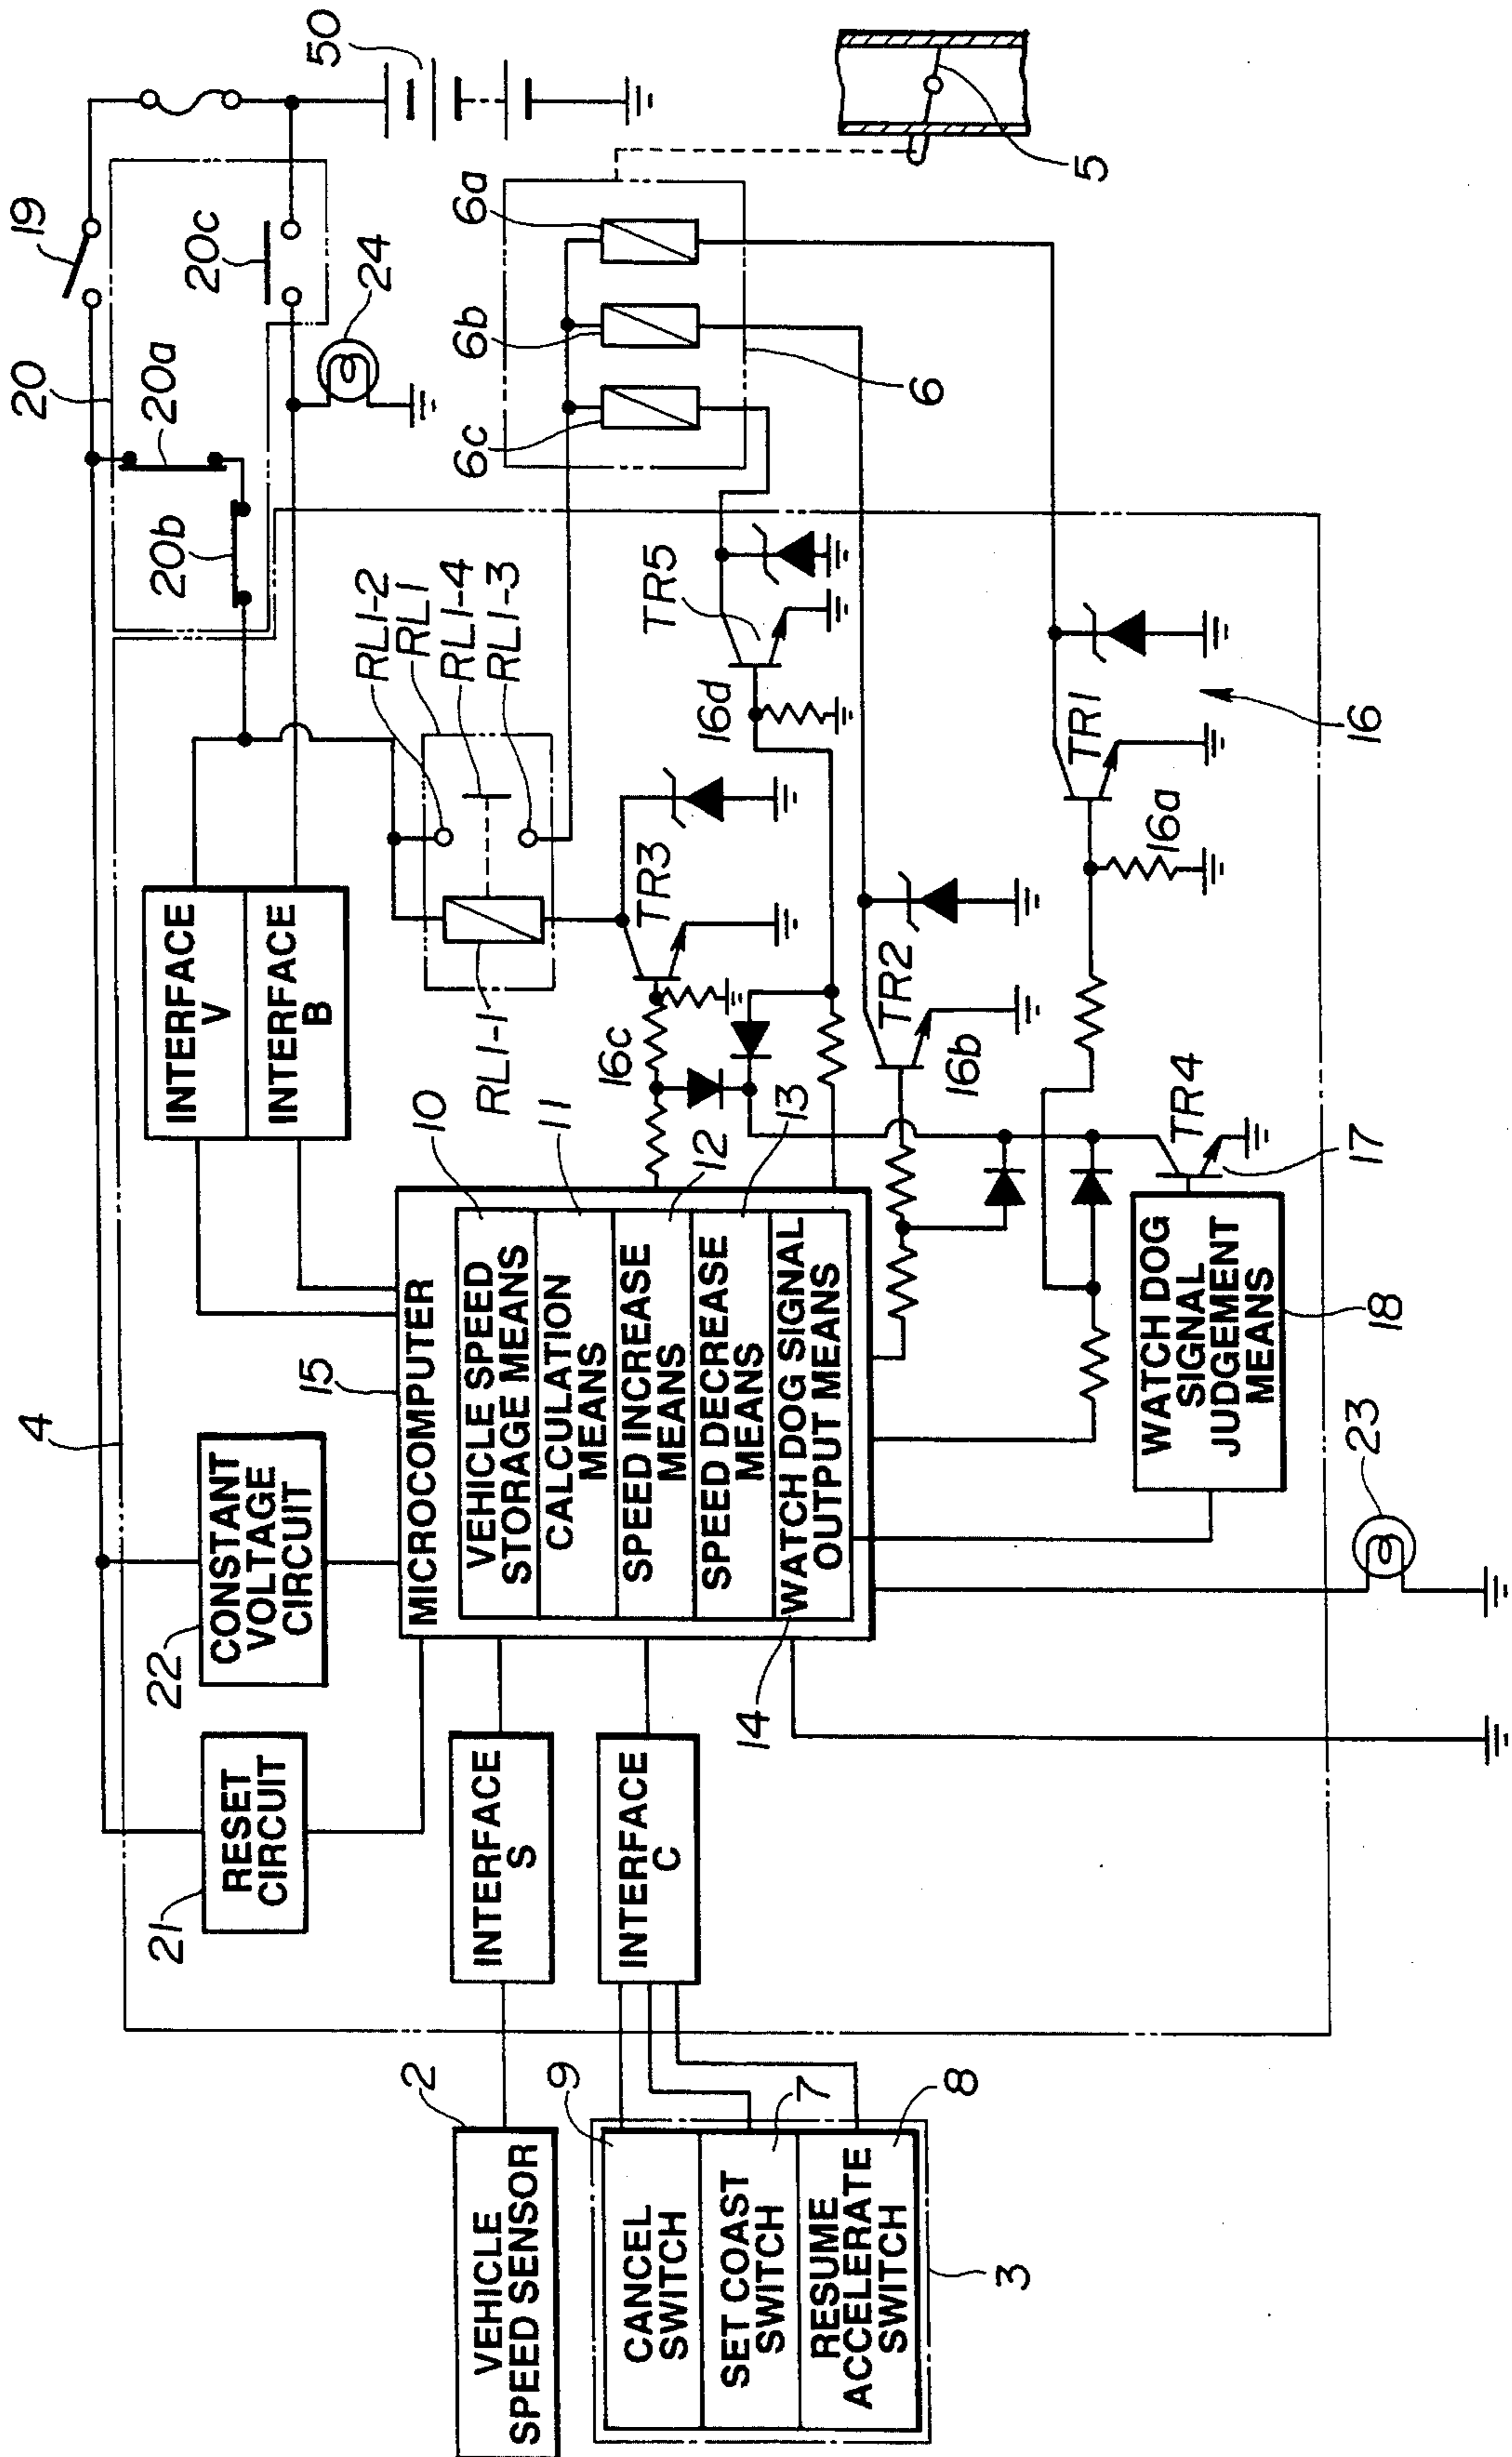 4
22
CONSTANT
VOLTAGE
CIRCUIT
21
RESET
CIRCUIT
INTERFACE
V
INTERFACE
B
19
20
20a
20b
20c
24
50
RL1-2
RL1
RL1-4
RL1-3
RL1-1
6a
6b
6c
6
5
2
VEHICLE
SPEED SENSOR
INTERFACE
S
15
MICROCOMPUTER
10
VEHICLE SPEED
STORAGE MEANS
11
CALCULATION
MEANS
12
SPEED INCREASE
MEANS
13
SPEED DECREASE
MEANS
14
WATCH DOG SIGNAL
OUTPUT MEANS
TR3
16c
TR5
16d
9
CANCEL
SWITCH
7
SET COAST
SWITCH
8
RESUME
ACCELERATE
SWITCH
3
INTERFACE
C
TR2
16b
TR1
16a
16
TR4
17
WATCH DOG
SIGNAL
JUDGEMENT
MEANS
18
23